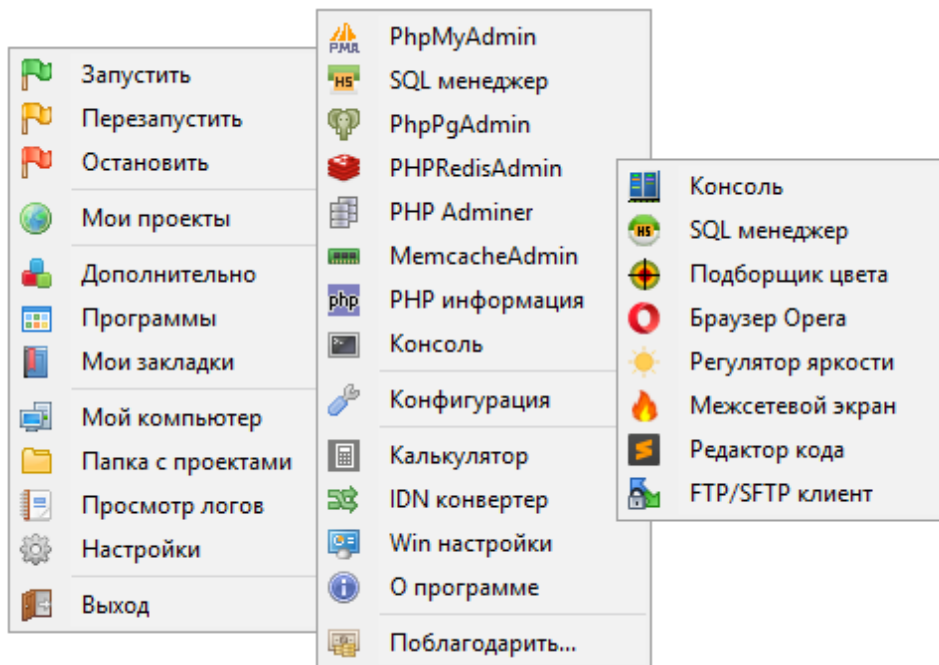 Запустить
Перезапустить
Остановить
Мои проекты
Дополнительно
Программы
Мои закладки
Мой компьютер
Папка с проектами
Просмотр логов
Настройки
Выход
PMA
PhpMyAdmin
HS
SQL менеджер
PhpPgAdmin
PHPRedisAdmin
PHP Adminer
MemcacheAdmin
php
PHP информация
Консоль
Конфигурация
Калькулятор
IDN конвертер
Win настройки
О программе
Поблагодарить...
Консоль
HS
SQL менеджер
Подборщик цвета
Браузер Opera
Регулятор яркости
Межсетевой экран
Редактор кода
FTP/SFTP клиент